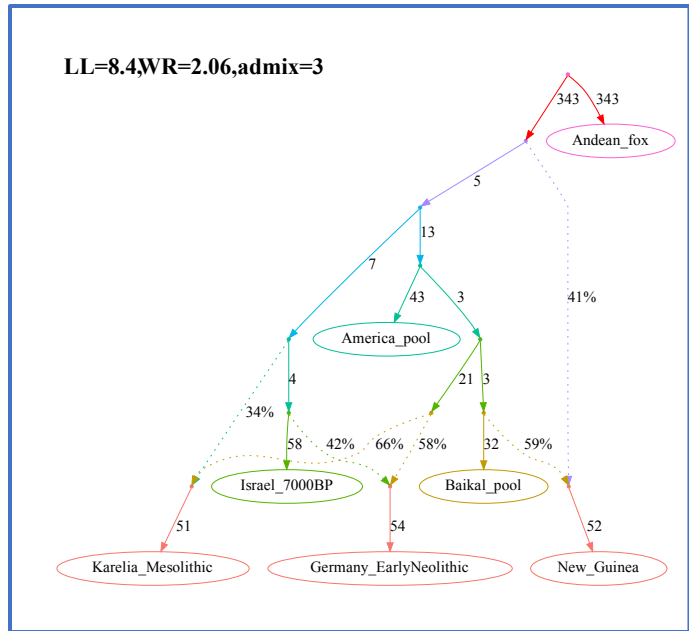 LL=8.4,WR=2.06,admix=3
343 343
Andean_fox
5
13
7
43 3 41%
America_pool
4 21 3
34%
58 42% 66% 58% 32 59%
Israel_7000BP Baikal_pool
51 54 52
Karelia_Mesolithic Germany_EarlyNeolithic New_Guinea